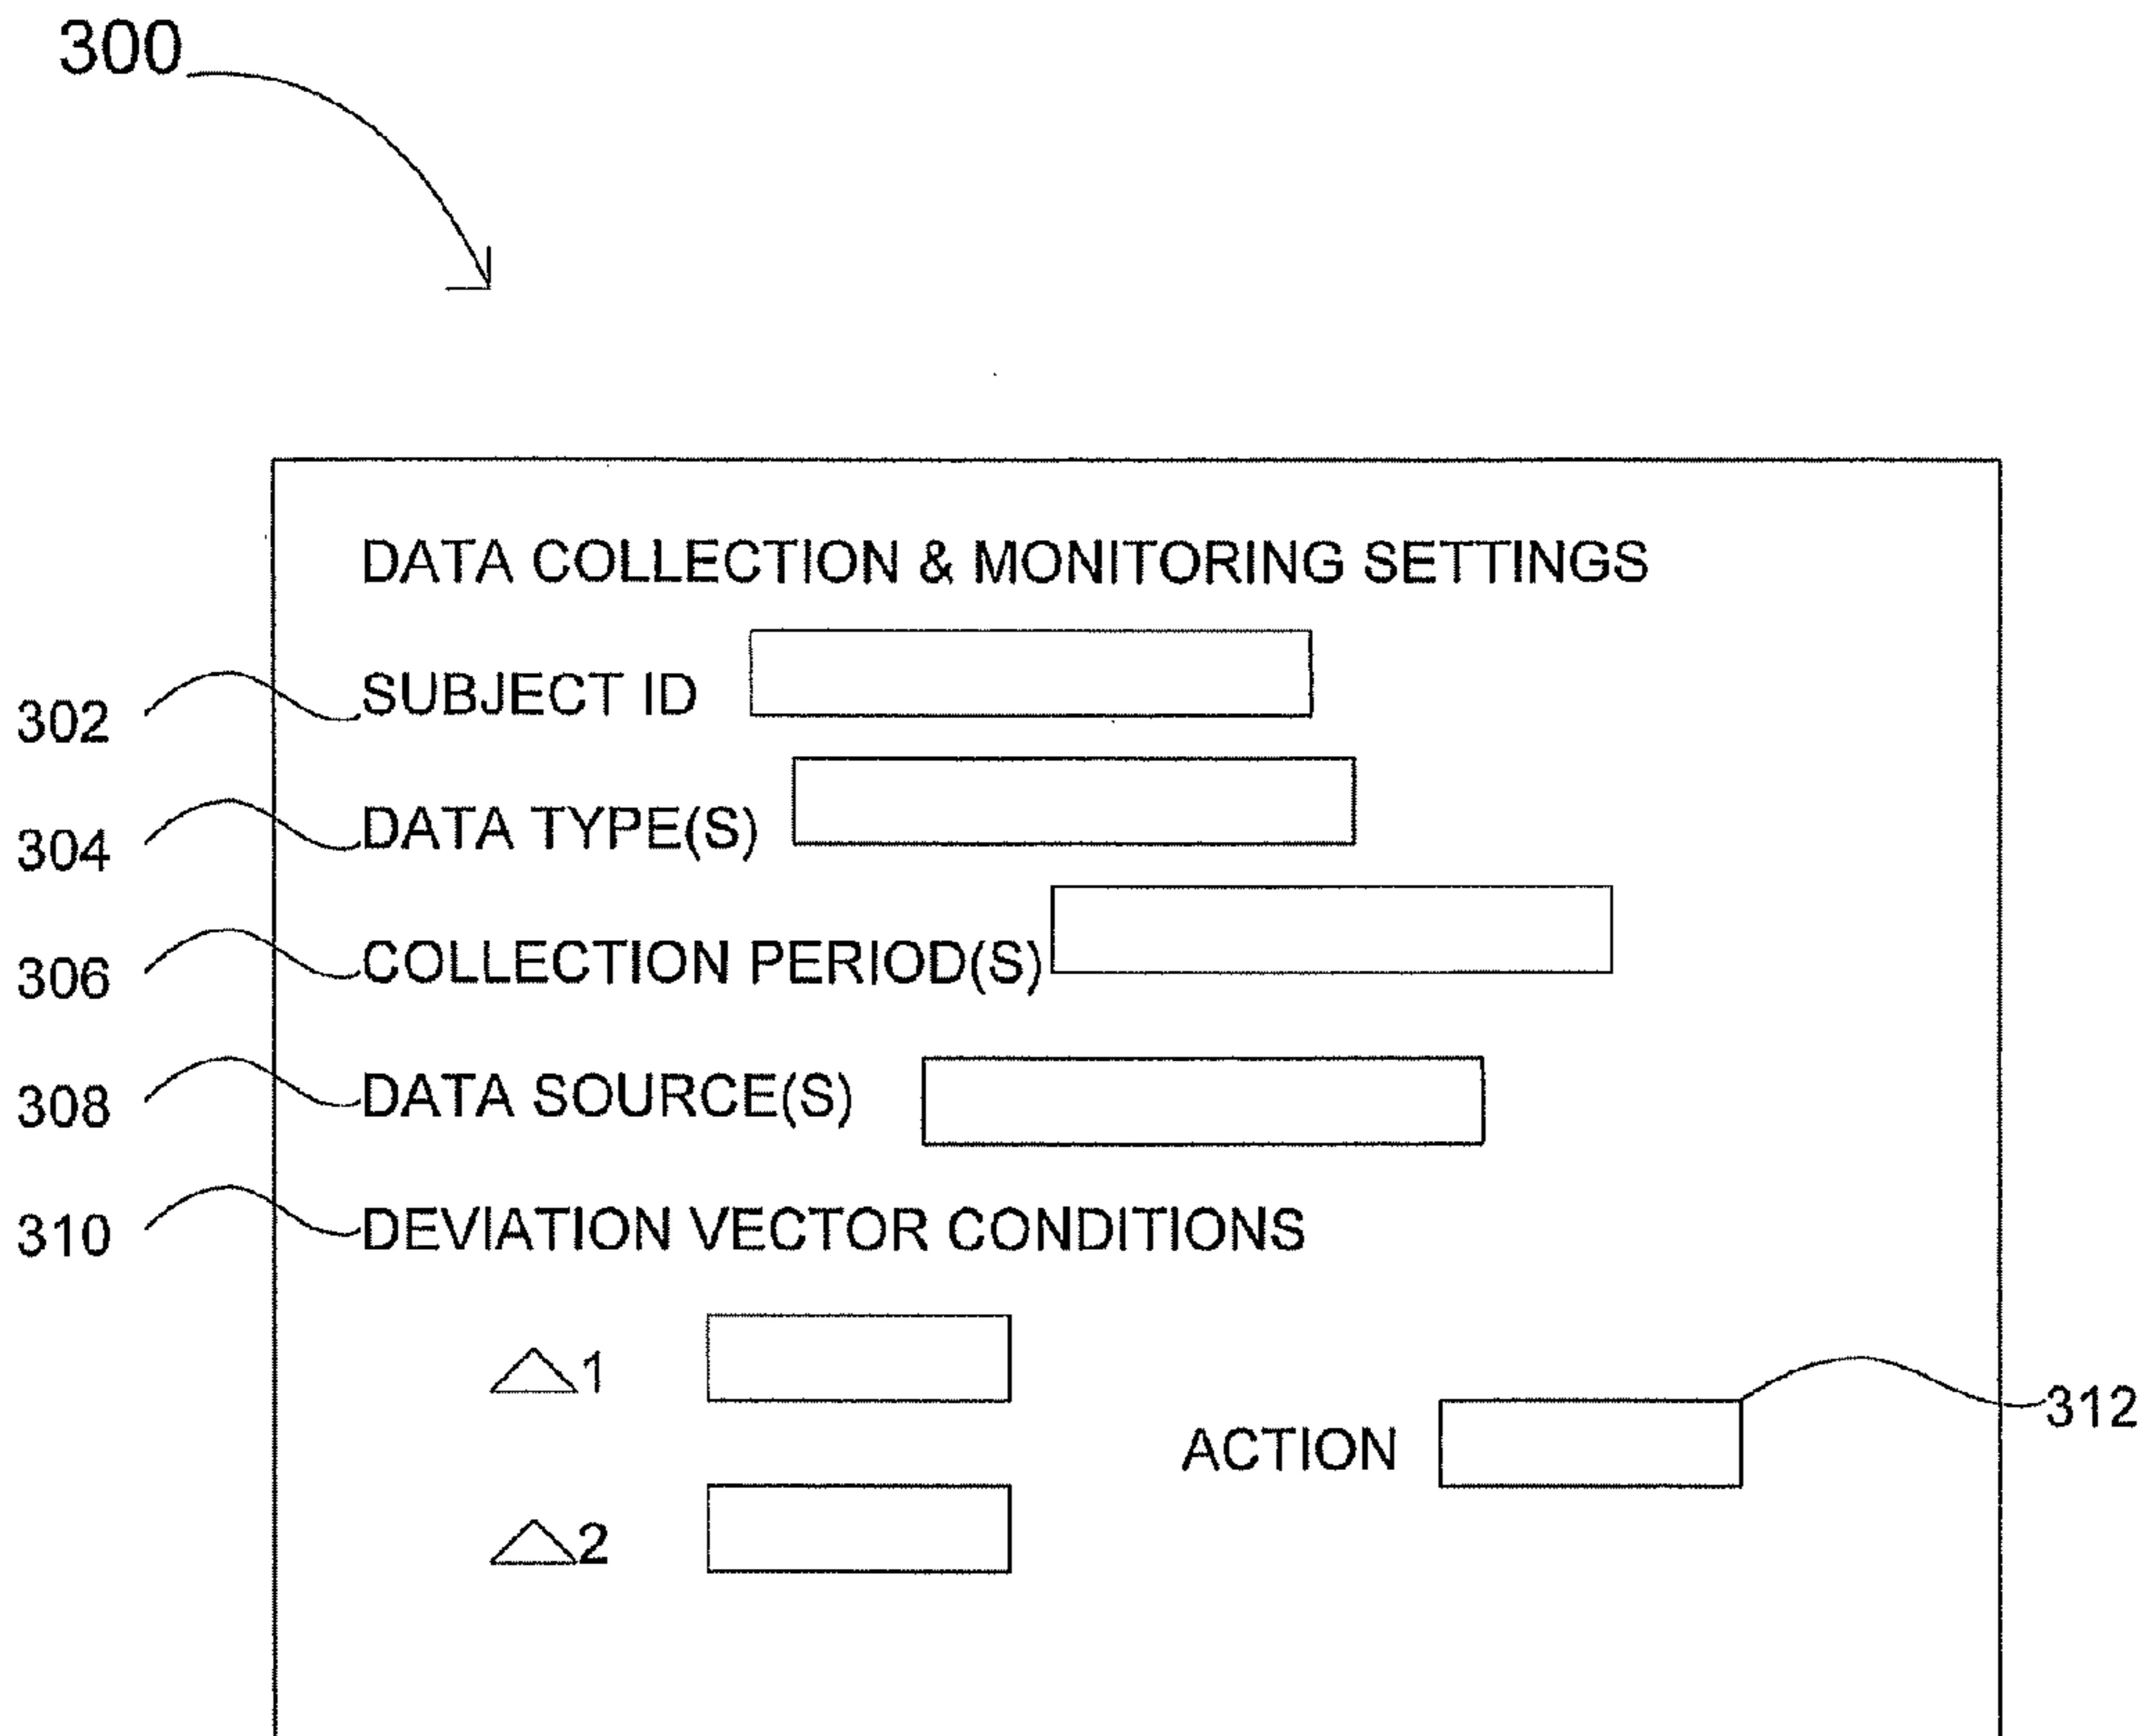 300
DATA COLLECTION & MONITORING SETTINGS
302 SUBJECT ID
304 DATA TYPE(S)
306 COLLECTION PERIOD(S)
308 DATA SOURCE(S)
310 DEVIATION VECTOR CONDITIONS
△1
ACTION 312
△2